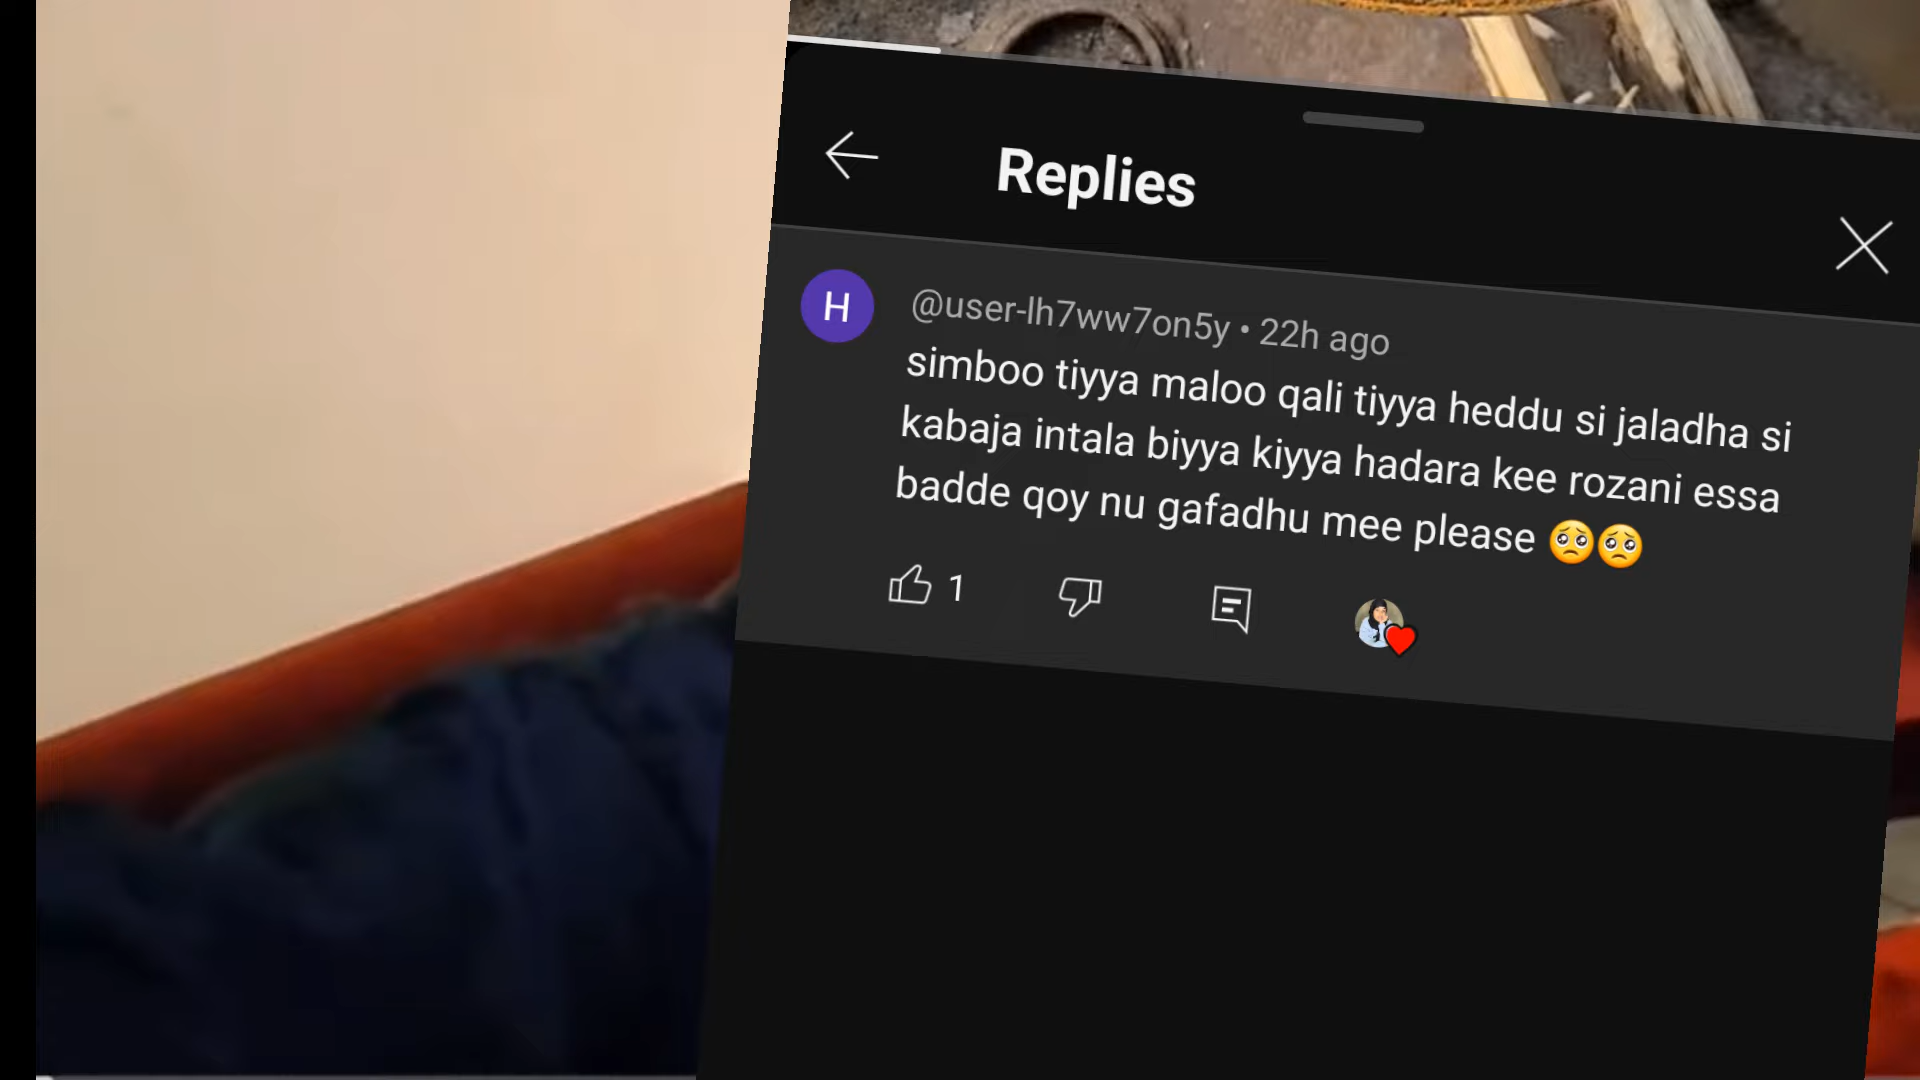 Replies
H
@user-lh7ww7on5y • 22h ago
simboo tiyya maloo qali tiyya heddu si jaladha si
kabaja intala biyya kiyya hadara kee rozani essa
badde qoy nu gafadhu mee please 🥺🥺
1